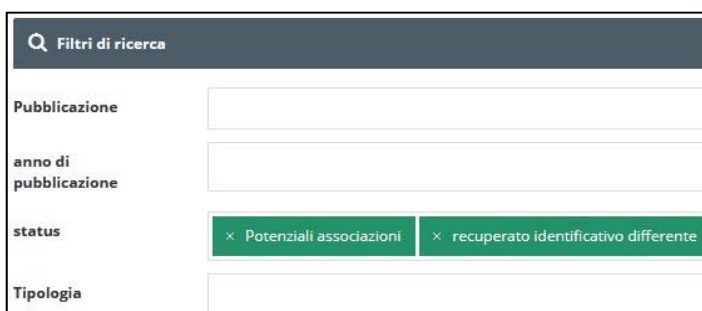 Filtri di ricerca
Pubblicazione
anno di
pubblicazione
status
× Potenziali associazioni × recuperato identificativo differente
Tipologia